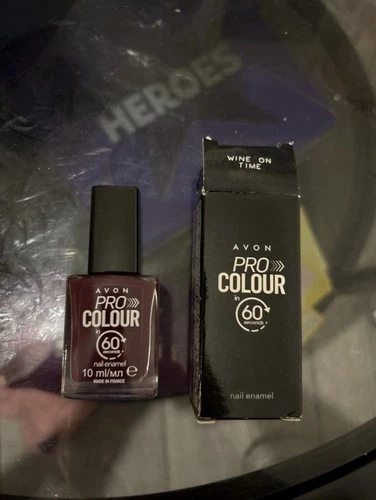 HEROES
WINE ON
TIME
AVON
PRO
COLOUR
in
60
seconds+
nail enamel
10 ml/мл e
MADE IN FRANCE
AVON
PRO
COLOUR
in
60
seconds+
nail enamel